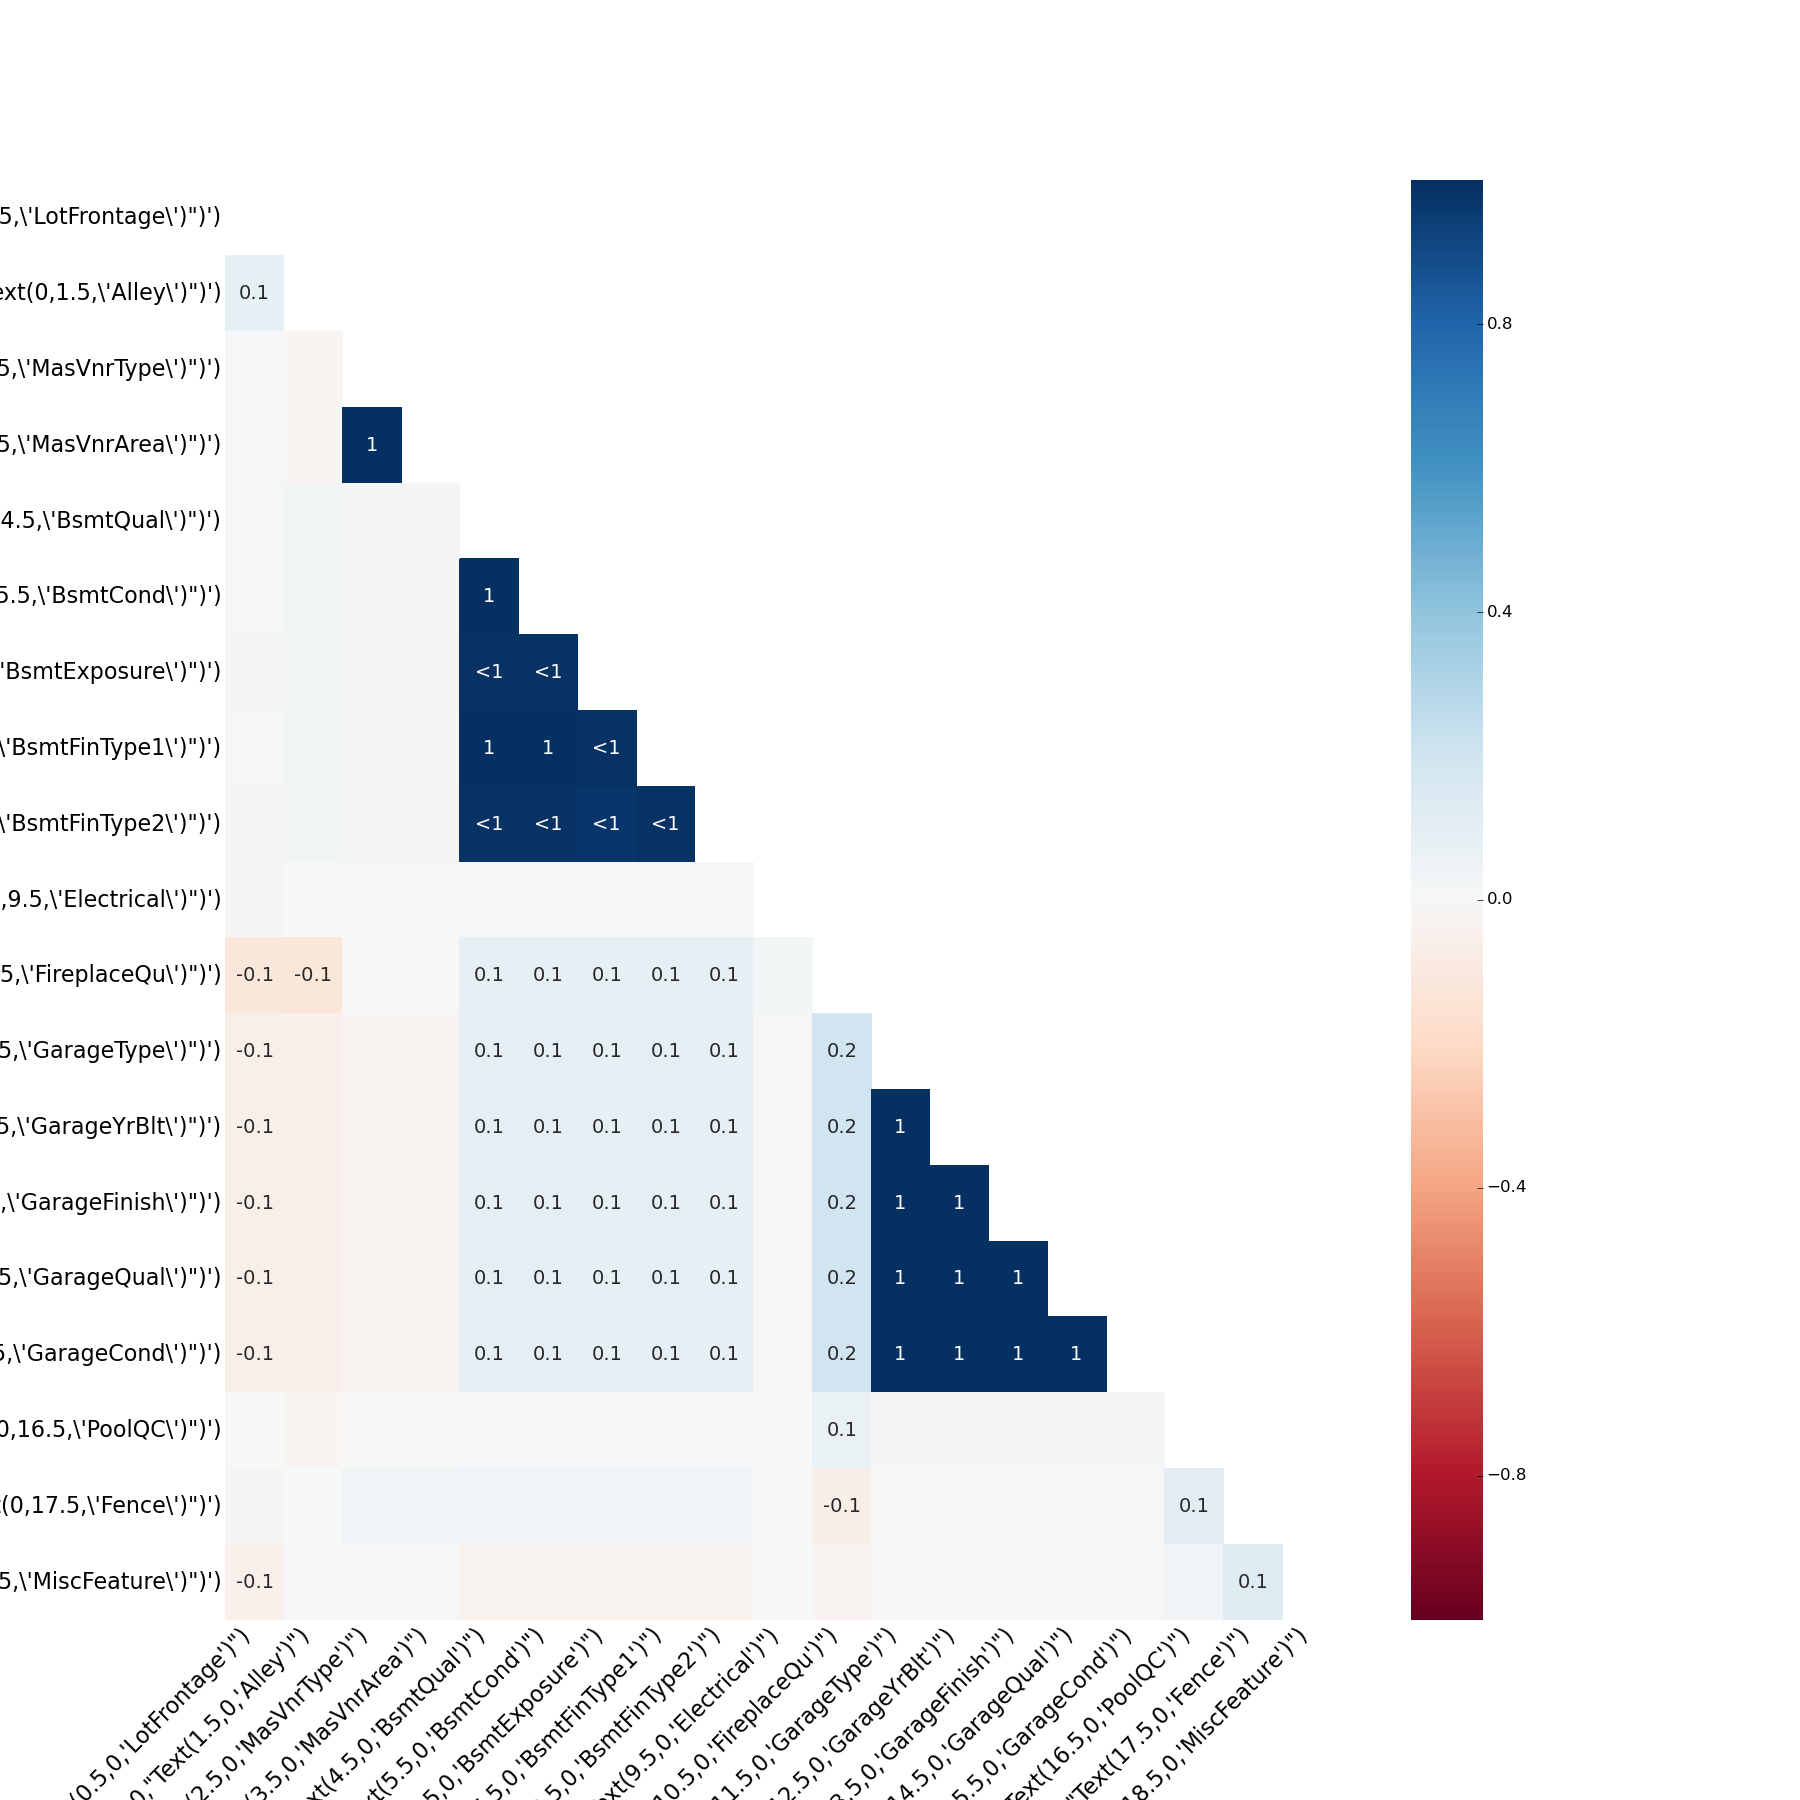 5,\'LotFrontage\')")')
ext(0,1.5,\'Alley\')")') 0.1
5,\'MasVnrType\')")')
5,\'MasVnrArea\')")') 1
4.5,\'BsmtQual\')")')
5.5,\'BsmtCond\')")') 1
'BsmtExposure\')")') <1 <1
\'BsmtFinType1\')")') 1 1 <1
\'BsmtFinType2\')")') <1 <1 <1 <1
,9.5,\'Electrical\')")')
5,\'FireplaceQu\')")') -0.1 -0.1 0.1 0.1 0.1 0.1 0.1
5,\'GarageType\')")') -0.1 0.1 0.1 0.1 0.1 0.1 0.2
5,\'GarageYrBlt\')")') -0.1 0.1 0.1 0.1 0.1 0.1 0.2 1
,\'GarageFinish\')")') -0.1 0.1 0.1 0.1 0.1 0.1 0.2 1 1
5,\'GarageQual\')")') -0.1 0.1 0.1 0.1 0.1 0.1 0.2 1 1 1
5,\'GarageCond\')")') -0.1 0.1 0.1 0.1 0.1 0.1 0.2 1 1 1 1
0,16.5,\'PoolQC\')")') 0.1
(0,17.5,\'Fence\')")') -0.1 0.1
5,\'MiscFeature\')")') -0.1 0.1
(0.5,0,'LotFrontage')")
0, "Text(1.5,0,'Alley')")
(2.5,0,'MasVnrType')")
(3.5,0,'MasVnrArea')")
xt(4.5,0,'BsmtQual')")
xt(5.5,0,'BsmtCond')")
5,0,'BsmtExposure')")
.5,0,'BsmtFinType1')")
.5,0,'BsmtFinType2')")
ext(9.5,0,'Electrical')")
10.5,0,'FireplaceQu')")
11.5,0,'GarageType')")
12.5,0,'GarageYrBlt')")
3.5,0,'GarageFinish')")
14.5,0,'GarageQual')")
5.5,0,'GarageCond')")
Text(16.5,0,'PoolQC')")
"Text(17.5,0,'Fence')")
18.5,0,'MiscFeature')")
0.8
0.4
0.0
−0.4
−0.8